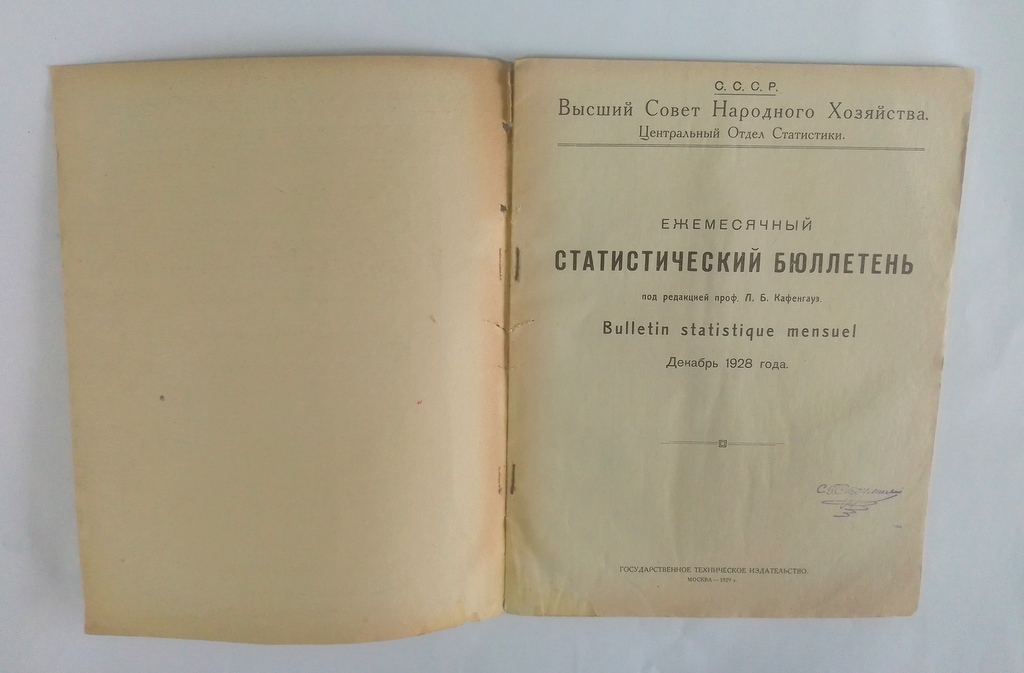 С. С. С. Р.
Высший Совет Народного Хозяйства.
Центральный Отдел Статистики.
ЕЖЕМЕСЯЧНЫЙ
СТАТИСТИЧЕСКИЙ БЮЛЛЕТЕНЬ
под редакцией проф. Л. Б. Кафенгауз.
Bulletin statistique mensuel
Декабрь 1928 года.
ГОСУДАРСТВЕННОЕ ТЕХНИЧЕСКОЕ ИЗДАТЕЛЬСТВО.
МОСКВА — 1929 г.